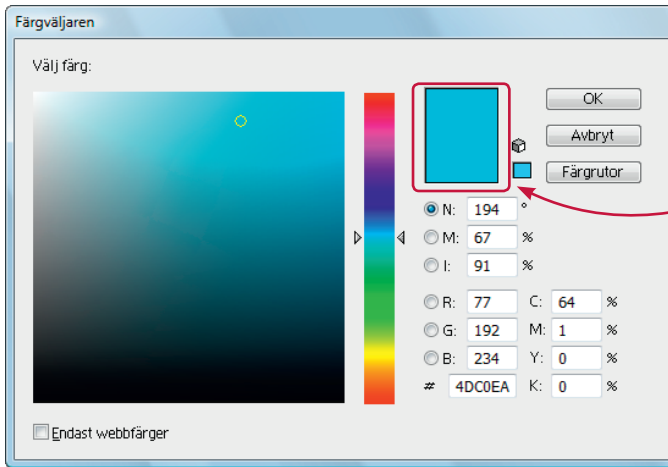 Färgväljaren
Välj färg:
OK
Avbryt
Färgrutor
N: 194 °
M: 67 %
I: 91 %
R: 77 C: 64 %
G: 192 M: 1 %
B: 234 Y: 0 %
# 4DC0EA K: 0 %
Endast webbfärger